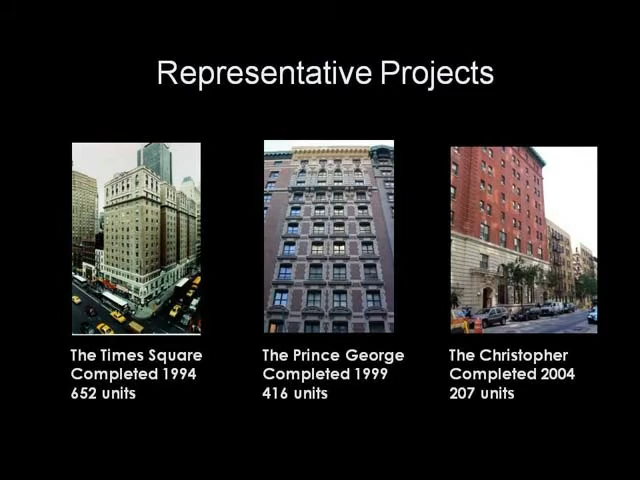 Representative Projects
The Times Square
Completed 1994
652 units
The Prince George
Completed 1999
416 units
The Christopher
Completed 2004
207 units